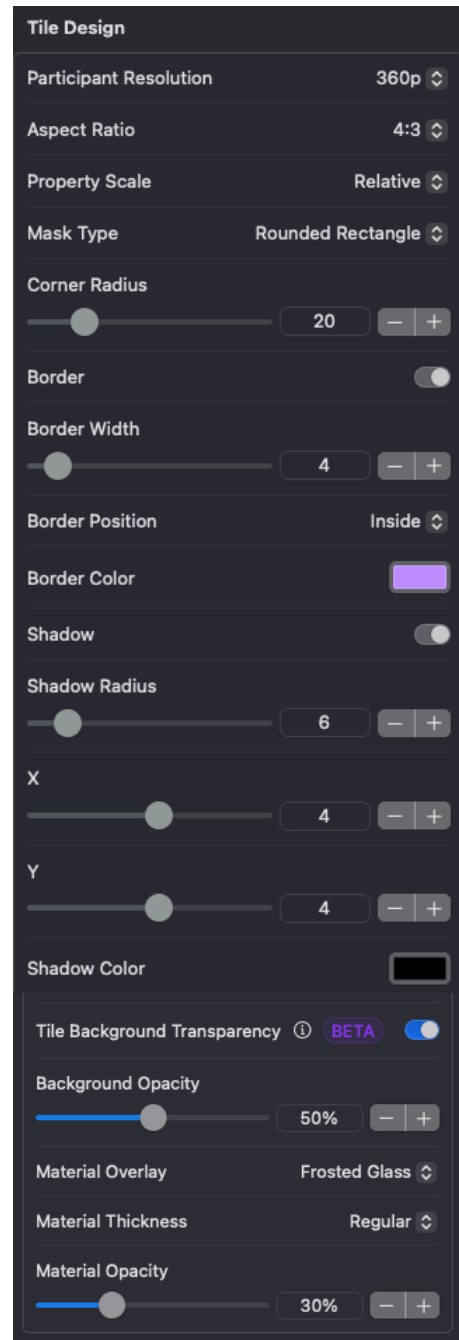 Tile Design
Participant Resolution 360p
Aspect Ratio 4:3
Property Scale Relative
Mask Type Rounded Rectangle
Corner Radius
20 − +
Border
Border Width
4 − +
Border Position Inside
Border Color
Shadow
Shadow Radius
6 − +
X
4 − +
Y
4 − +
Shadow Color
Tile Background Transparency ⓘ BETA
Background Opacity
50% − +
Material Overlay Frosted Glass
Material Thickness Regular
Material Opacity
30% − +